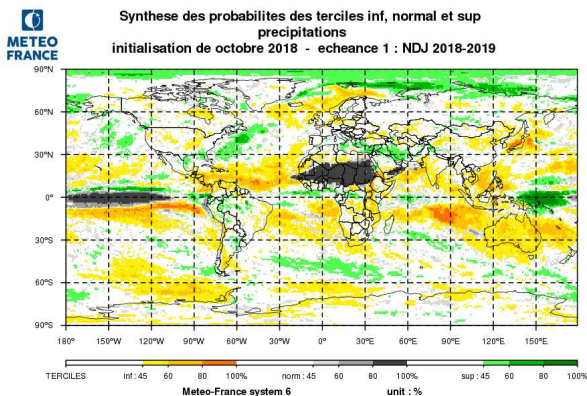 METEO
FRANCE
Synthese des probabilites des terciles inf, normal et sup
precipitations
initialisation de octobre 2018 - echeance 1 : NDJ 2018-2019
90°N
60°N
30°N
0°
30°S
60°S
90°S
180° 150°W 120°W 90°W 60°W 30°W 0° 30°E 60°E 90°E 120°E 150°E
TERCILES inf : 45 60 80 100% norm : 45 60 80 100% sup : 45 60 80 100%
Meteo-France system 6 unit : %